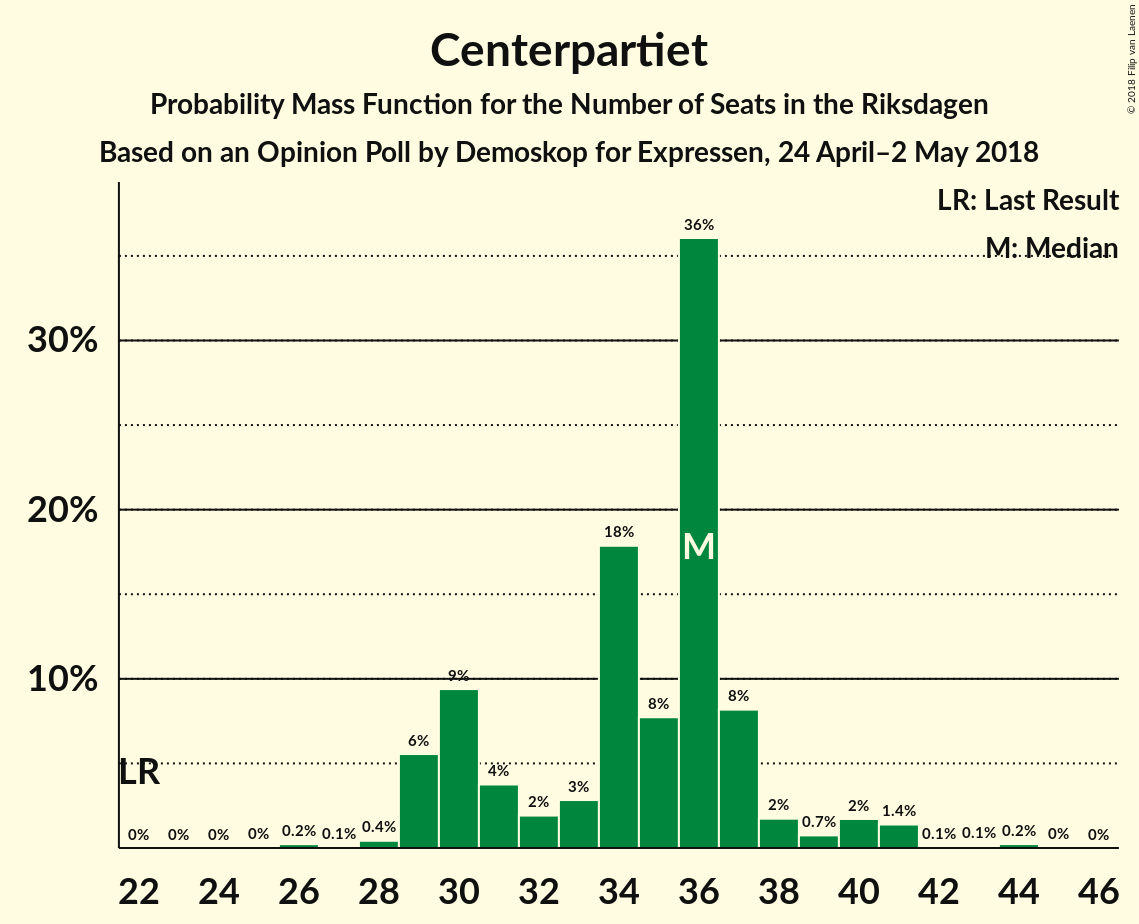 Centerpartiet
Probability Mass Function for the Number of Seats in the Riksdagen
Based on an Opinion Poll by Demoskop for Expressen, 24 April–2 May 2018
© 2018 Filip van Laenen
LR: Last Result
M: Median
30%
20%
10%
LR
M
0% 0% 0% 0% 0.2% 0.1% 0.4% 6% 9% 4% 2% 3% 18% 8% 36% 8% 2% 0.7% 2% 1.4% 0.1% 0.1% 0.2% 0% 0%
22 24 26 28 30 32 34 36 38 40 42 44 46